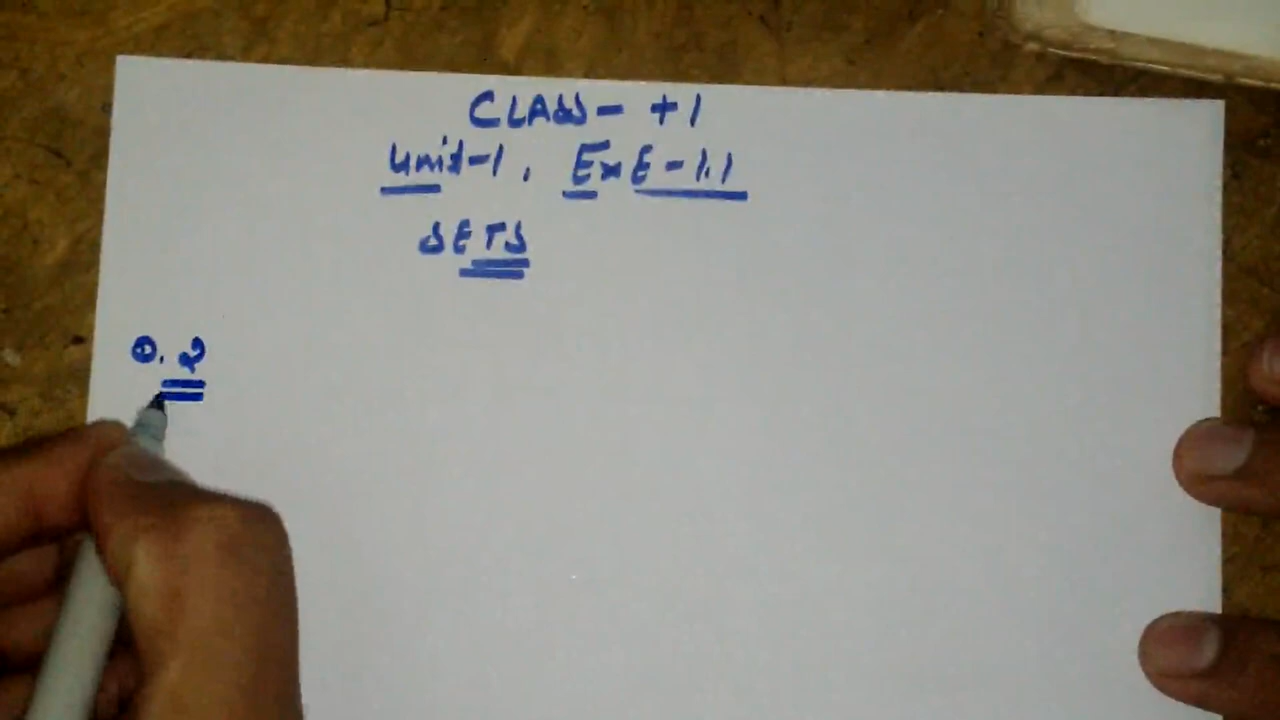 CLASS - +1
Unit-1, ExE-1.1
SETS
Q. 2